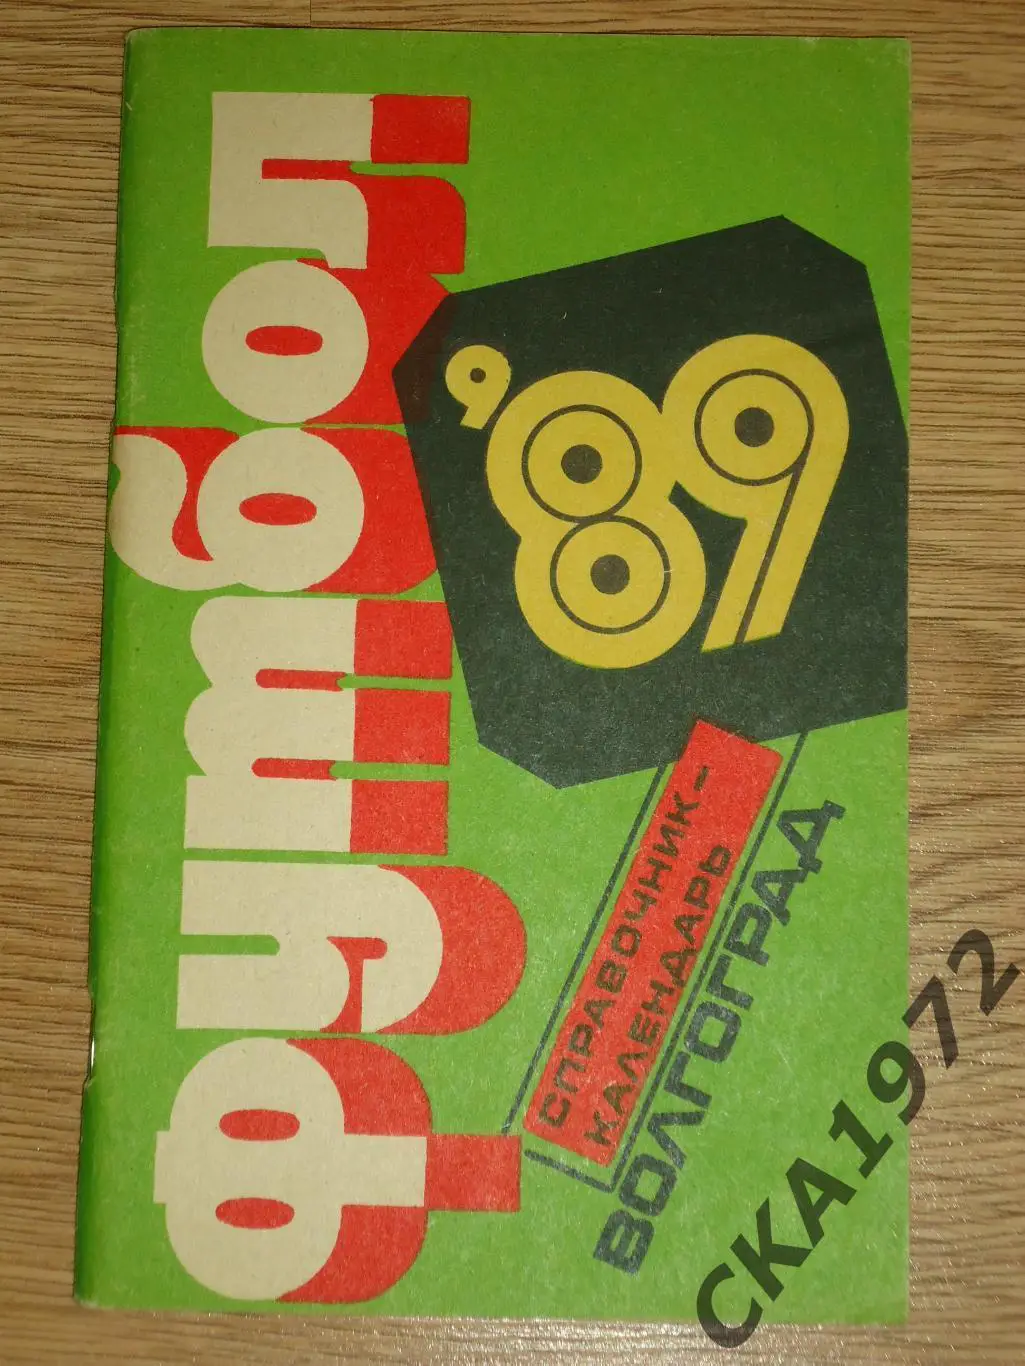 футбол
'89
СПРАВОЧНИК-
КАЛЕНДАРЬ
ВОЛГОГРАД
СКА1972